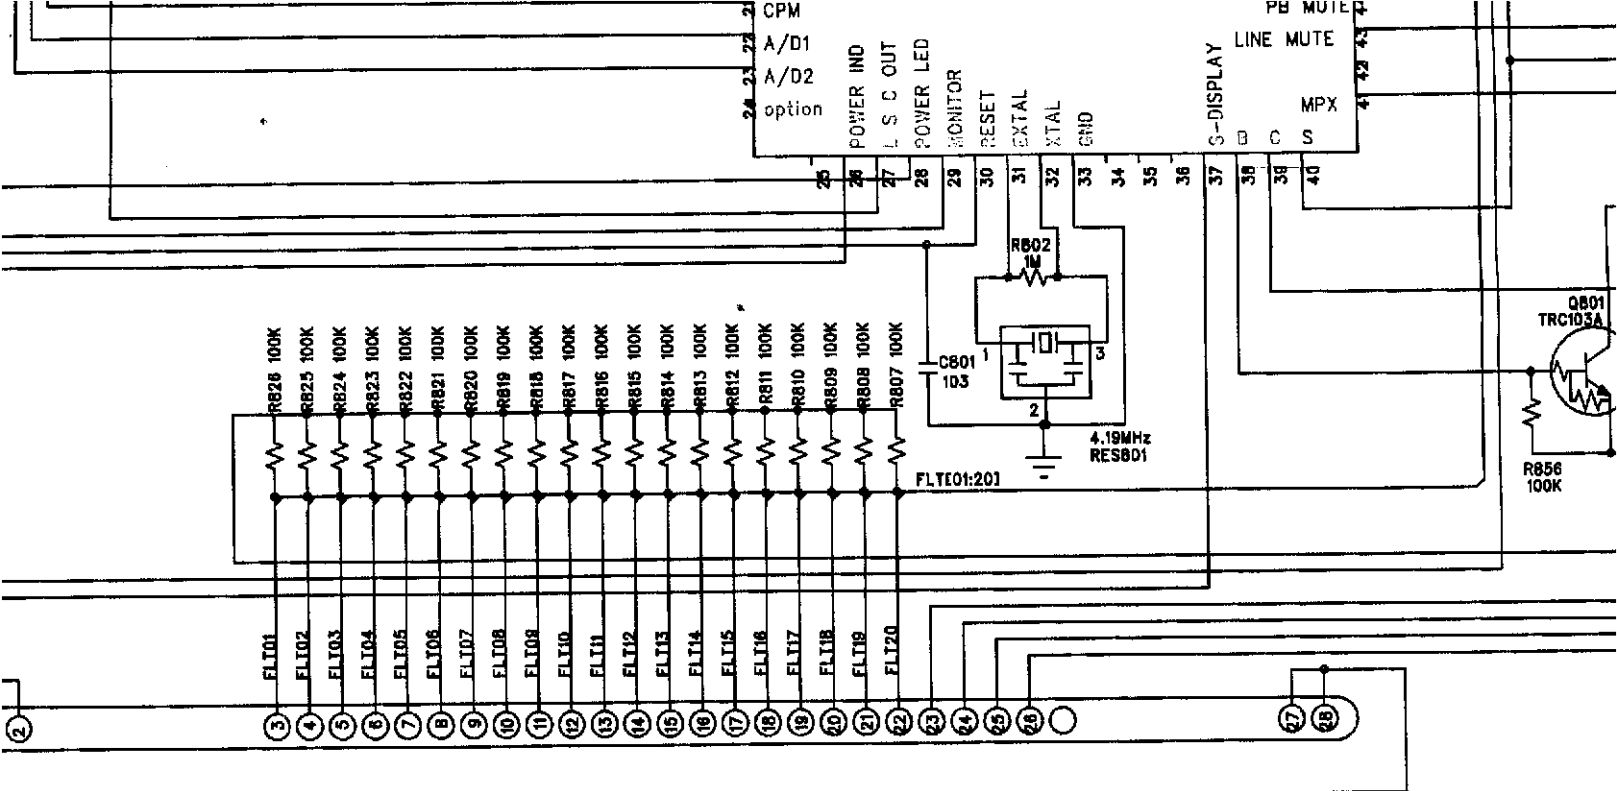 21 CPM
22 A/D1
23 A/D2
24 option
PB MUTE
LINE MUTE 43
42
MPX 41
POWER IND
L S C OUT
POWER LED
MONITOR
RESET
EXTAL
XTAL
GND
S-DISPLAY
B
C
S
25
26
27
28
29
30
31
32
33
34
35
36
37
38
39
40
R802
1M
1
3
2
C801
103
4.19MHz
RES801
Q801
TRC103A
R856
100K
R826 100K
R825 100K
R824 100K
R823 100K
R822 100K
R821 100K
R820 100K
R819 100K
R818 100K
R817 100K
R816 100K
R815 100K
R814 100K
R813 100K
R812 100K
R811 100K
R810 100K
R809 100K
R808 100K
R807 100K
FLT[01:20]
FLT01
FLT02
FLT03
FLT04
FLT05
FLT06
FLT07
FLT08
FLT09
FLT10
FLT11
FLT12
FLT13
FLT14
FLT15
FLT16
FLT17
FLT18
FLT19
FLT20
2
3
4
5
6
7
8
9
10
11
12
13
14
15
16
17
18
19
20
21
22
23
24
25
26
27
28